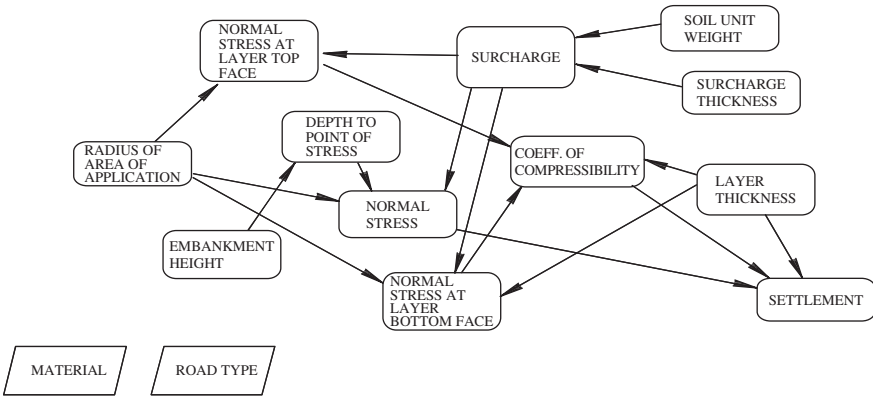 NORMAL
STRESS AT
LAYER TOP
FACE
SURCHARGE
SOIL UNIT
WEIGHT
SURCHARGE
THICKNESS
DEPTH TO
POINT OF
STRESS
RADIUS OF
AREA OF
APPLICATION
COEFF. OF
COMPRESSIBILITY
LAYER
THICKNESS
NORMAL
STRESS
EMBANKMENT
HEIGHT
NORMAL
STRESS AT
LAYER
BOTTOM FACE
SETTLEMENT
MATERIAL
ROAD TYPE